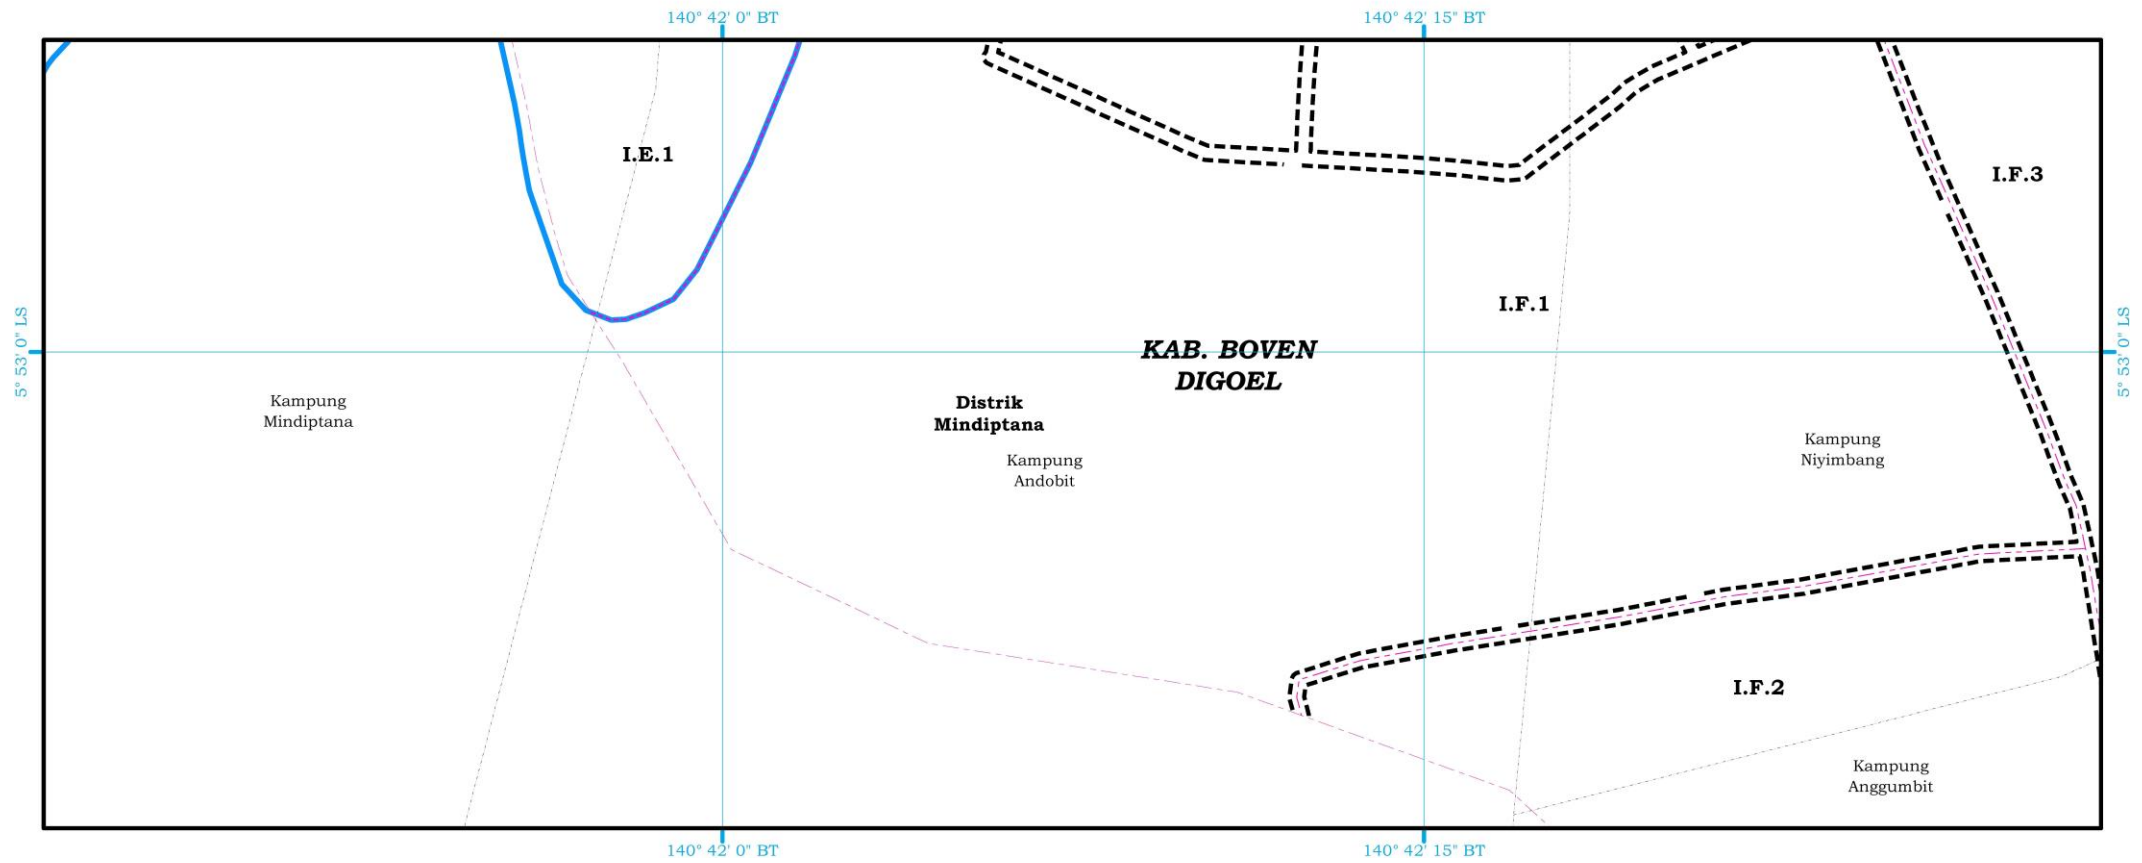 140° 42' 0" BT
140° 42' 15" BT
I.E.1
I.F.3
I.F.1
5° 53' 0" LS
5° 53' 0" LS
KAB. BOVEN
DIGOEL
Kampung
Mindiptana
Distrik
Mindiptana
Kampung
Andobit
Kampung
Niyimbang
I.F.2
Kampung
Anggumbit
140° 42' 0" BT
140° 42' 15" BT